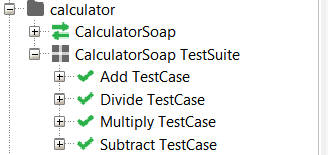 calculator
CalculatorSoap
CalculatorSoap TestSuite
Add TestCase
Divide TestCase
Multiply TestCase
Subtract TestCase